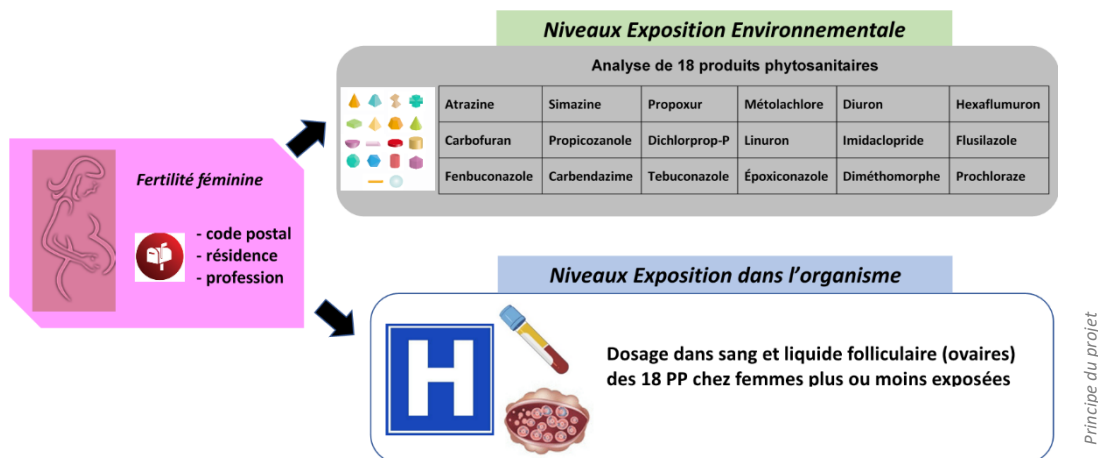 Niveaux Exposition Environnementale
Analyse de 18 produits phytosanitaires
Atrazine Simazine Propoxur Métolachlore Diuron Hexaflumuron
Carbofuran Propicozanole Dichlorprop-P Linuron Imidaclopride Flusilazole
Fenbuconazole Carbendazime Tebuconazole Époxiconazole Diméthomorphe Prochloraze
Fertilité féminine
- code postal
- résidence
- profession
Niveaux Exposition dans l’organisme
H
Dosage dans sang et liquide folliculaire (ovaires)
des 18 PP chez femmes plus ou moins exposées
Principe du projet